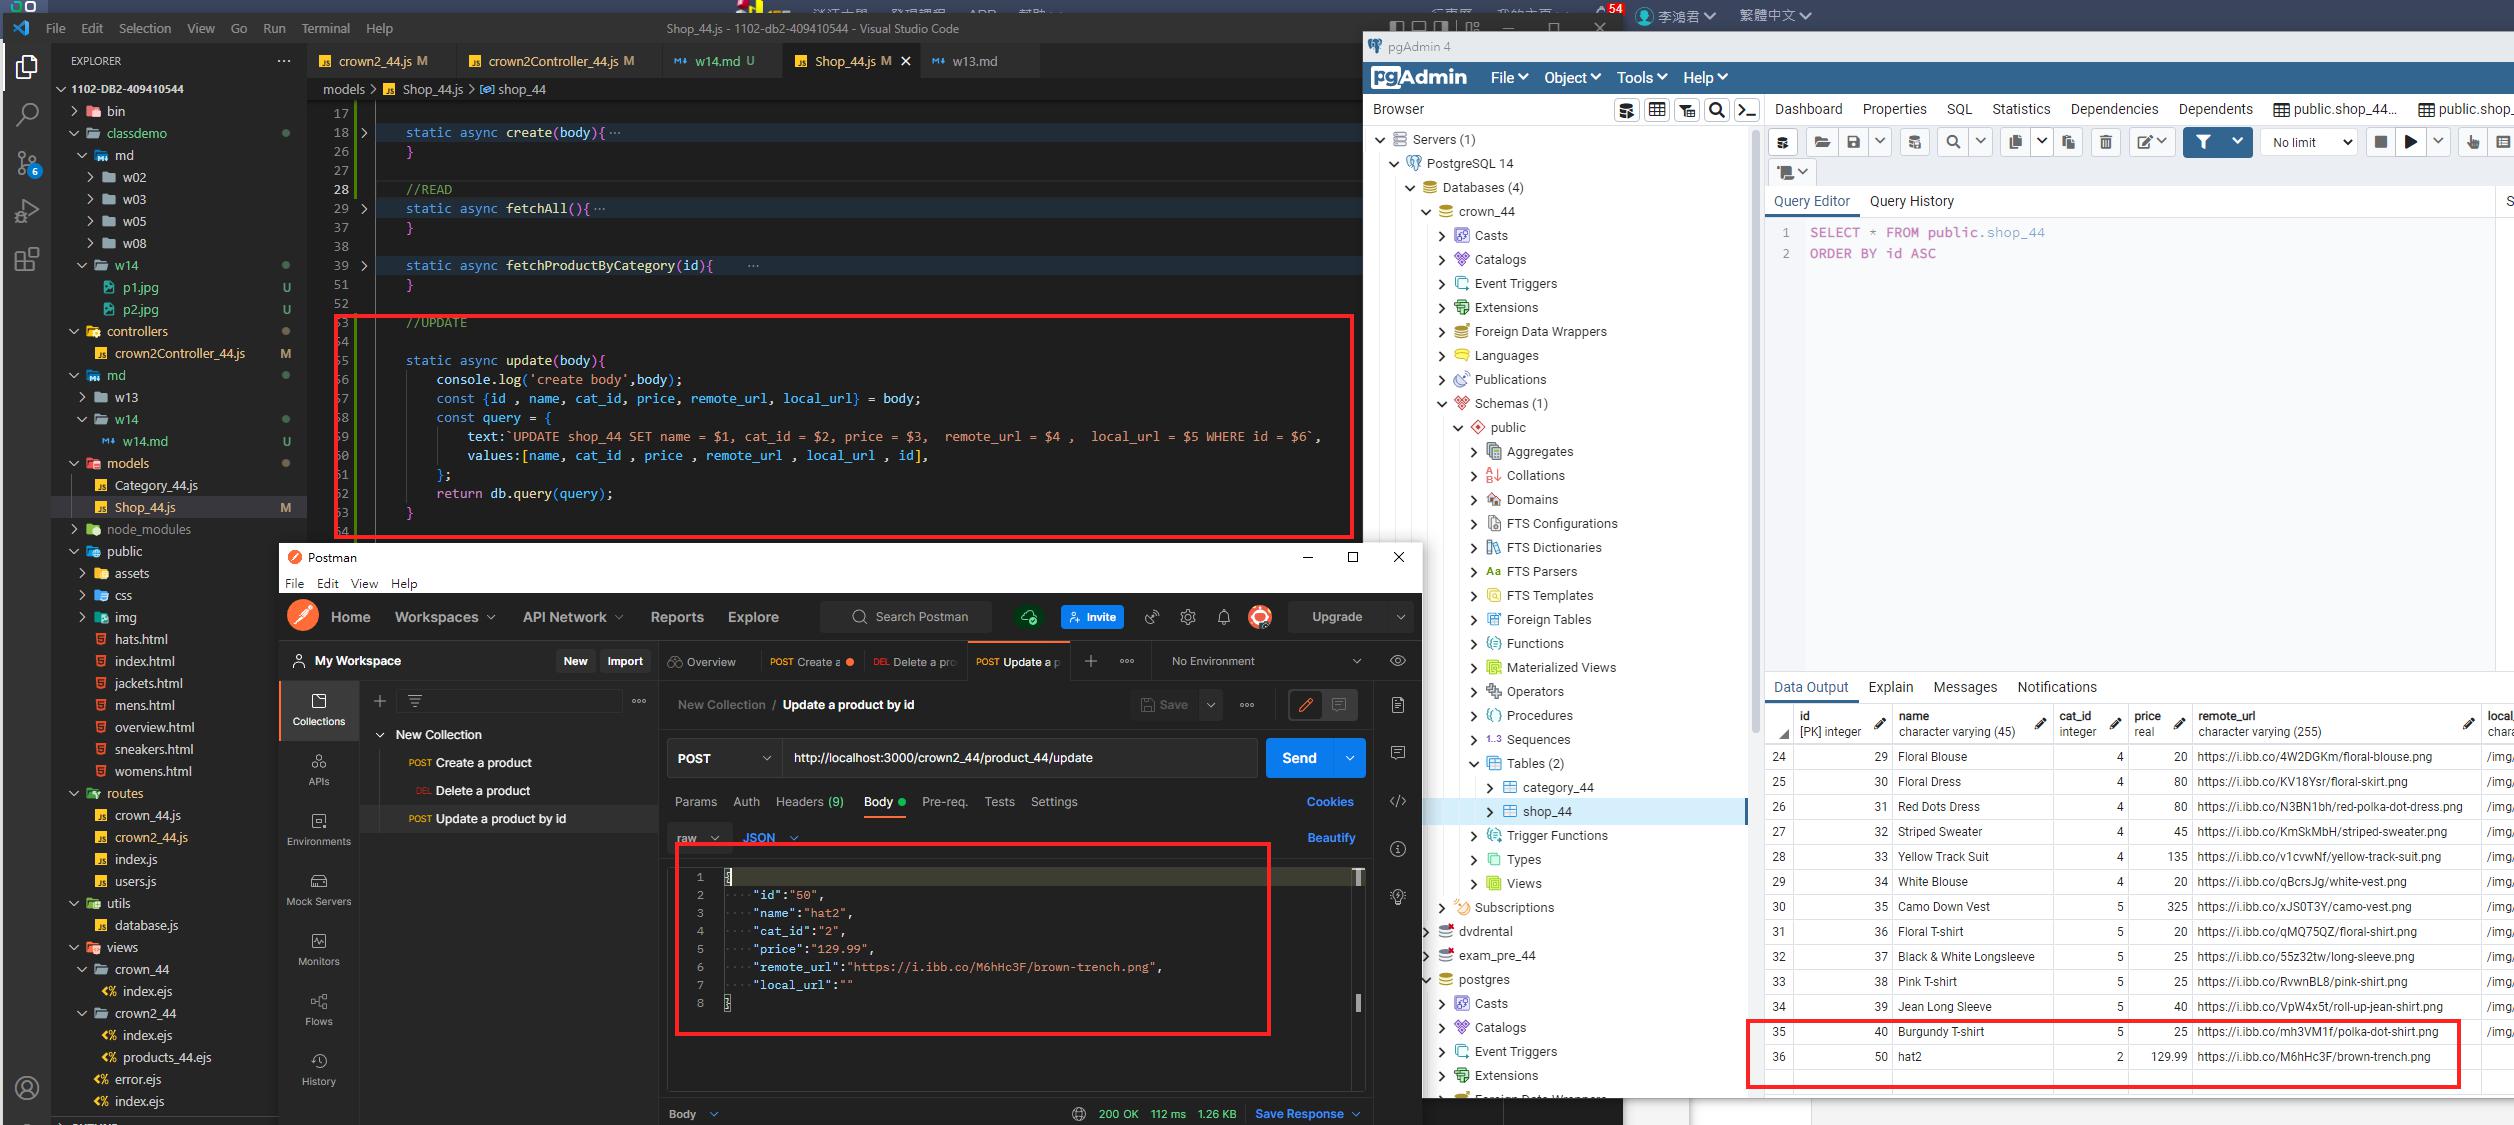 File Edit Selection View Go Run Terminal Help
Shop_44.js - 1102-db2-409410544 - Visual Studio Code
54
李鴻君
繁體中文
EXPLORER
1102-DB2-409410544
bin
classdemo
md
w02
w03
w05
w08
w14
p1.jpg U
p2.jpg U
controllers
crown2Controller_44.js M
md
w13
w14
w14.md U
models
Category_44.js
Shop_44.js M
node_modules
public
assets
css
img
hats.html
index.html
jackets.html
mens.html
overview.html
sneakers.html
womens.html
routes
crown_44.js
crown2_44.js
index.js
users.js
utils
database.js
views
crown_44
index.ejs
crown2_44
index.ejs
products_44.ejs
error.ejs
index.ejs
6
crown2_44.js M
crown2Controller_44.js M
w14.md U
Shop_44.js M
w13.md
models > Shop_44.js > shop_44
17
18 static async create(body){
26 }
27
28 //READ
29 static async fetchAll(){
37 }
38
39 static async fetchProductByCategory(id){
51 }
52
53 //UPDATE
54
55 static async update(body){
56 console.log('create body',body);
57 const {id , name, cat_id, price, remote_url, local_url} = body;
58 const query = {
59 text:`UPDATE shop_44 SET name = $1, cat_id = $2, price = $3,  remote_url = $4 ,  local_url = $5 WHERE id = $6`,
60 values:[name, cat_id , price , remote_url , local_url , id],
61 };
62 return db.query(query);
63 }
64
Postman
File Edit View Help
Home Workspaces API Network Reports Explore
Search Postman
Invite
Upgrade
My Workspace
New Import
Overview
POST Create a
DEL Delete a pro
POST Update a p
No Environment
Collections
APIs
Environments
Mock Servers
Monitors
Flows
History
New Collection
POST Create a product
DEL Delete a product
POST Update a product by id
New Collection / Update a product by id
Save
POST
http://localhost:3000/crown2_44/product_44/update
Send
Params Auth Headers (9) Body Pre-req. Tests Settings
Cookies
raw JSON
Beautify
1 {
2 "id":"50",
3 "name":"hat2",
4 "cat_id":"2",
5 "price":"129.99",
6 "remote_url":"https://i.ibb.co/M6hHc3F/brown-trench.png",
7 "local_url":""
8 }
Body
200 OK 112 ms 1.26 KB Save Response
pgAdmin 4
pgAdmin
File Object Tools Help
Browser
Servers (1)
PostgreSQL 14
Databases (4)
crown_44
Casts
Catalogs
Event Triggers
Extensions
Foreign Data Wrappers
Languages
Publications
Schemas (1)
public
Aggregates
Collations
Domains
FTS Configurations
FTS Dictionaries
Aa FTS Parsers
FTS Templates
Foreign Tables
Functions
Materialized Views
Operators
Procedures
1..3 Sequences
Tables (2)
category_44
shop_44
Trigger Functions
Types
Views
Subscriptions
dvdrental
exam_pre_44
postgres
Casts
Catalogs
Event Triggers
Extensions
Dashboard Properties SQL Statistics Dependencies Dependents public.shop_44... public.shop_
No limit
Query Editor Query History
1 SELECT * FROM public.shop_44
2 ORDER BY id ASC
Data Output Explain Messages Notifications
id [PK] integer
name character varying (45)
cat_id integer
price real
remote_url character varying (255)
24 29 Floral Blouse 4 20 https://i.ibb.co/4W2DGKm/floral-blouse.png /img/
25 30 Floral Dress 4 80 https://i.ibb.co/KV18Ysr/floral-skirt.png /img/
26 31 Red Dots Dress 4 80 https://i.ibb.co/N3BN1bh/red-polka-dot-dress.png /img/
27 32 Striped Sweater 4 45 https://i.ibb.co/KmSkMbH/striped-sweater.png /img/
28 33 Yellow Track Suit 4 135 https://i.ibb.co/v1cvwNf/yellow-track-suit.png /img/
29 34 White Blouse 4 20 https://i.ibb.co/qBcrsJg/white-vest.png /img/
30 35 Camo Down Vest 5 325 https://i.ibb.co/xJS0T3Y/camo-vest.png /img/
31 36 Floral T-shirt 5 20 https://i.ibb.co/qMQ75QZ/floral-shirt.png /img/
32 37 Black & White Longsleeve 5 25 https://i.ibb.co/55z32tw/long-sleeve.png /img/
33 38 Pink T-shirt 5 25 https://i.ibb.co/RvwnBL8/pink-shirt.png /img/
34 39 Jean Long Sleeve 5 40 https://i.ibb.co/VpW4x5t/roll-up-jean-shirt.png /img/
35 40 Burgundy T-shirt 5 25 https://i.ibb.co/mh3VM1f/polka-dot-shirt.png /img/
36 50 hat2 2 129.99 https://i.ibb.co/M6hHc3F/brown-trench.png